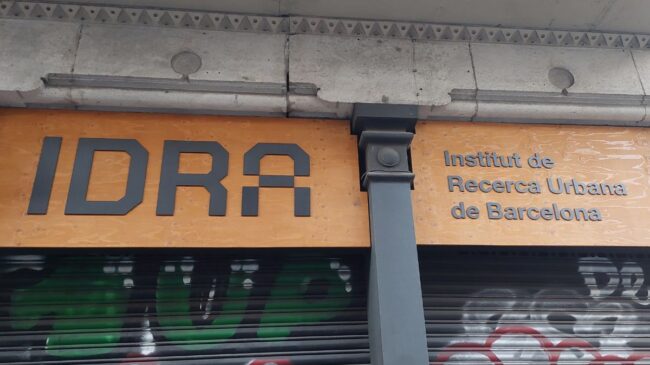 IDRA
Institut de
Recerca Urbana
de Barcelona